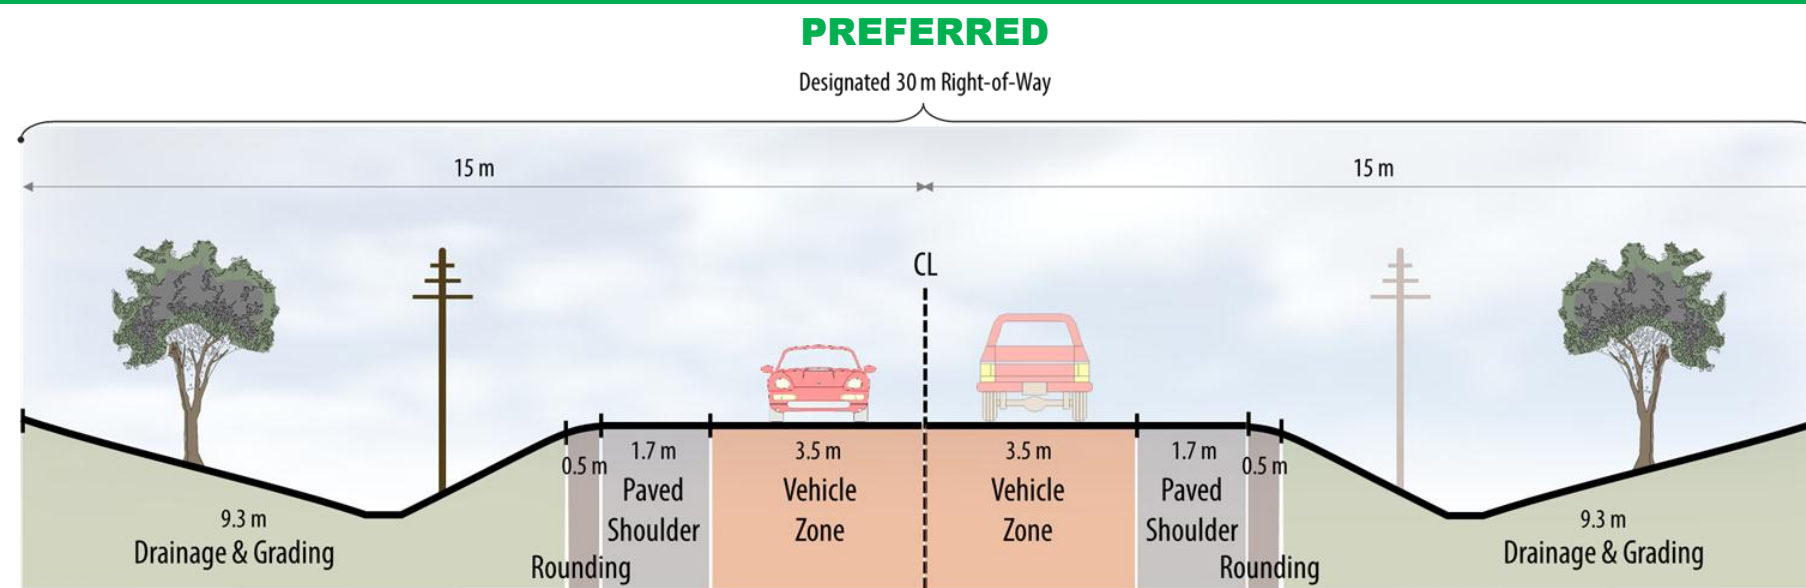 PREFERRED
Designated 30 m Right-of-Way
15 m
15 m
CL
0.5 m
1.7 m
Paved
Shoulder
3.5 m
Vehicle
Zone
3.5 m
Vehicle
Zone
1.7 m
Paved
Shoulder
0.5 m
9.3 m
Drainage & Grading
Rounding
Rounding
9.3 m
Drainage & Grading